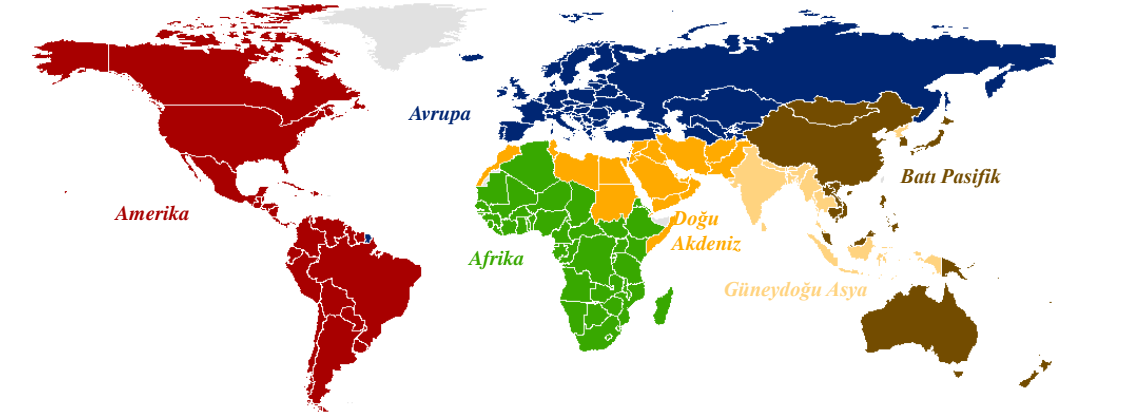 Avrupa
Batı Pasifik
Amerika
Doğu
Akdeniz
Afrika
Güneydoğu Asya